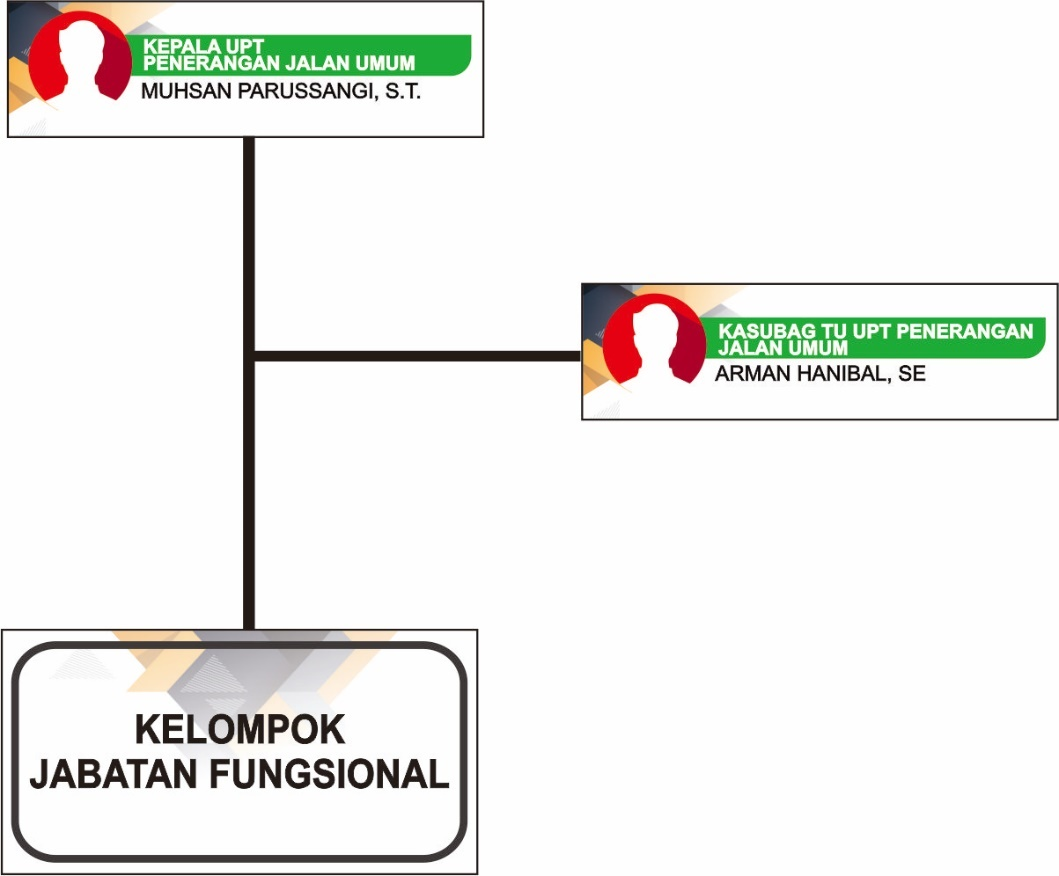 KEPALA UPT
PENERANGAN JALAN UMUM
MUHSAN PARUSSANGI, S.T.
KASUBAG TU UPT PENERANGAN
JALAN UMUM
ARMAN HANIBAL, SE
KELOMPOK
JABATAN FUNGSIONAL